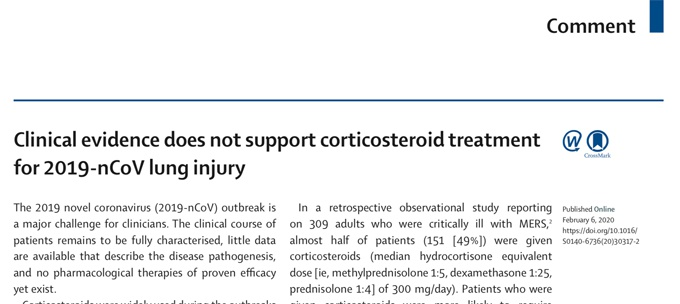 Comment
Clinical evidence does not support corticosteroid treatment
for 2019-nCoV lung injury
CrossMark
The 2019 novel coronavirus (2019-nCoV) outbreak is
a major challenge for clinicians. The clinical course of
patients remains to be fully characterised, little data
are available that describe the disease pathogenesis,
and no pharmacological therapies of proven efficacy
yet exist.
In a retrospective observational study reporting
on 309 adults who were critically ill with MERS,2
almost half of patients (151 [49%]) were given
corticosteroids (median hydrocortisone equivalent
dose [ie, methylprednisolone 1:5, dexamethasone 1:25,
prednisolone 1:4] of 300 mg/day). Patients who were
Published Online
February 6, 2020
https://doi.org/10.1016/
S0140-6736(20)30317-2